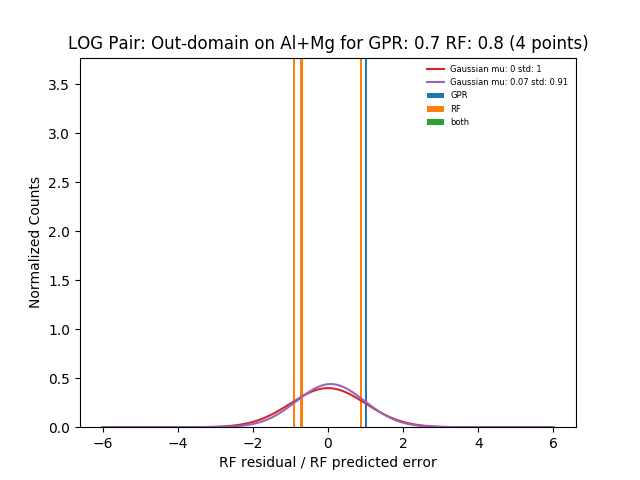 LOG Pair: Out-domain on Al+Mg for GPR: 0.7 RF: 0.8 (4 points)
Gaussian mu: 0 std: 1
Gaussian mu: 0.07 std: 0.91
GPR
RF
both
Normalized Counts
3.5
3.0
2.5
2.0
1.5
1.0
0.5
0.0
−6 −4 −2 0 2 4 6
RF residual / RF predicted error